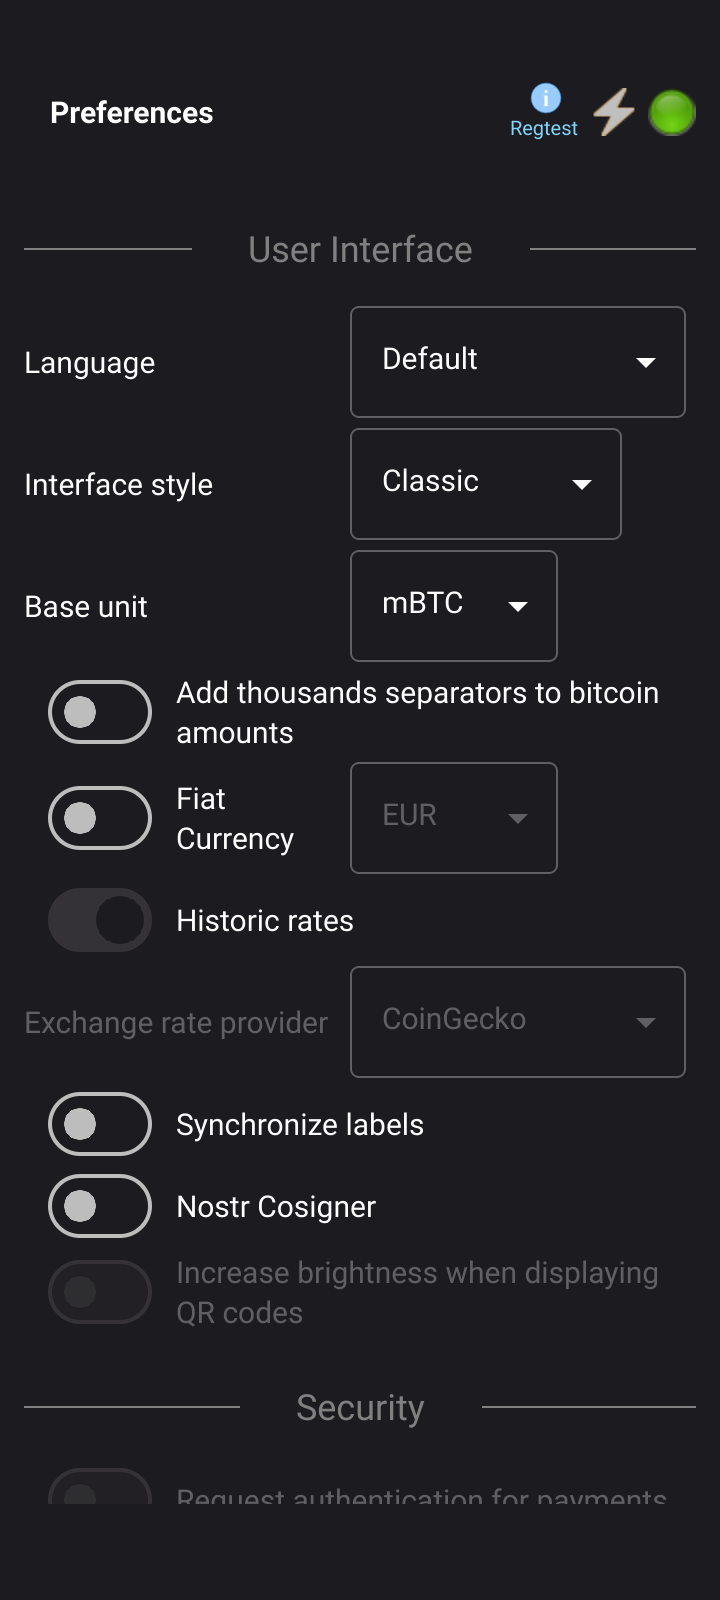 Preferences
Regtest
User Interface
Language
Default
Interface style
Classic
Base unit
mBTC
Add thousands separators to bitcoin
amounts
Fiat
Currency
EUR
Historic rates
Exchange rate provider
CoinGecko
Synchronize labels
Nostr Cosigner
Increase brightness when displaying
QR codes
Security
Request authentication for payments